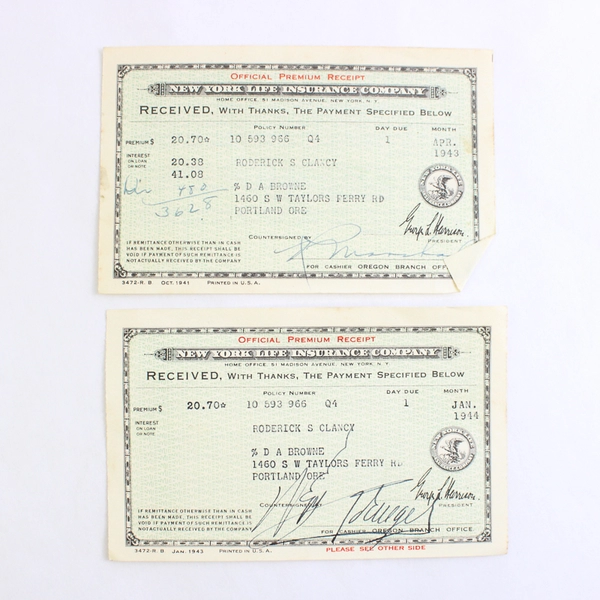 OFFICIAL PREMIUM RECEIPT
NEW YORK LIFE INSURANCE COMPANY
HOME OFFICE, 51 MADISON AVENUE, NEW YORK, N.Y.
RECEIVED, WITH THANKS, THE PAYMENT SPECIFIED BELOW
POLICY NUMBER DAY DUE MONTH
PREMIUM $ 20.70☆ 10 593 966 Q4 1 APR. 1943
INTEREST ON LOAN OR NOTE 20.38 RODERICK S CLANCY
41.08
480 % D A BROWNE
3628 1460 S W TAYLORS FERRY RD
PORTLAND ORE
George L. Harrison
PRESIDENT
COUNTERSIGNED BY
IF REMITTANCE OTHERWISE THAN IN CASH
HAS BEEN MADE, THIS RECEIPT SHALL BE
VOID IF PAYMENT OF SUCH REMITTANCE IS
NOT ACTUALLY RECEIVED BY THE COMPANY
FOR CASHIER OREGON BRANCH OFF
3472-R B OCT. 1941 PRINTED IN U.S.A.
OFFICIAL PREMIUM RECEIPT
NEW YORK LIFE INSURANCE COMPANY
HOME OFFICE, 51 MADISON AVENUE, NEW YORK, N.Y.
RECEIVED, WITH THANKS, THE PAYMENT SPECIFIED BELOW
POLICY NUMBER DAY DUE MONTH
PREMIUM $ 20.70☆ 10 593 966 Q4 1 JAN. 1944
INTEREST ON LOAN OR NOTE
RODERICK S CLANCY
% D A BROWNE
1460 S W TAYLORS FERRY RD
PORTLAND ORE
George L. Harrison
PRESIDENT
COUNTERSIGNED BY
IF REMITTANCE OTHERWISE THAN IN CASH
HAS BEEN MADE, THIS RECEIPT SHALL BE
VOID IF PAYMENT OF SUCH REMITTANCE IS
NOT ACTUALLY RECEIVED BY THE COMPANY
FOR CASHIER OREGON BRANCH OFFICE.
3472-R B JAN. 1943 PRINTED IN U.S.A. PLEASE SEE OTHER SIDE